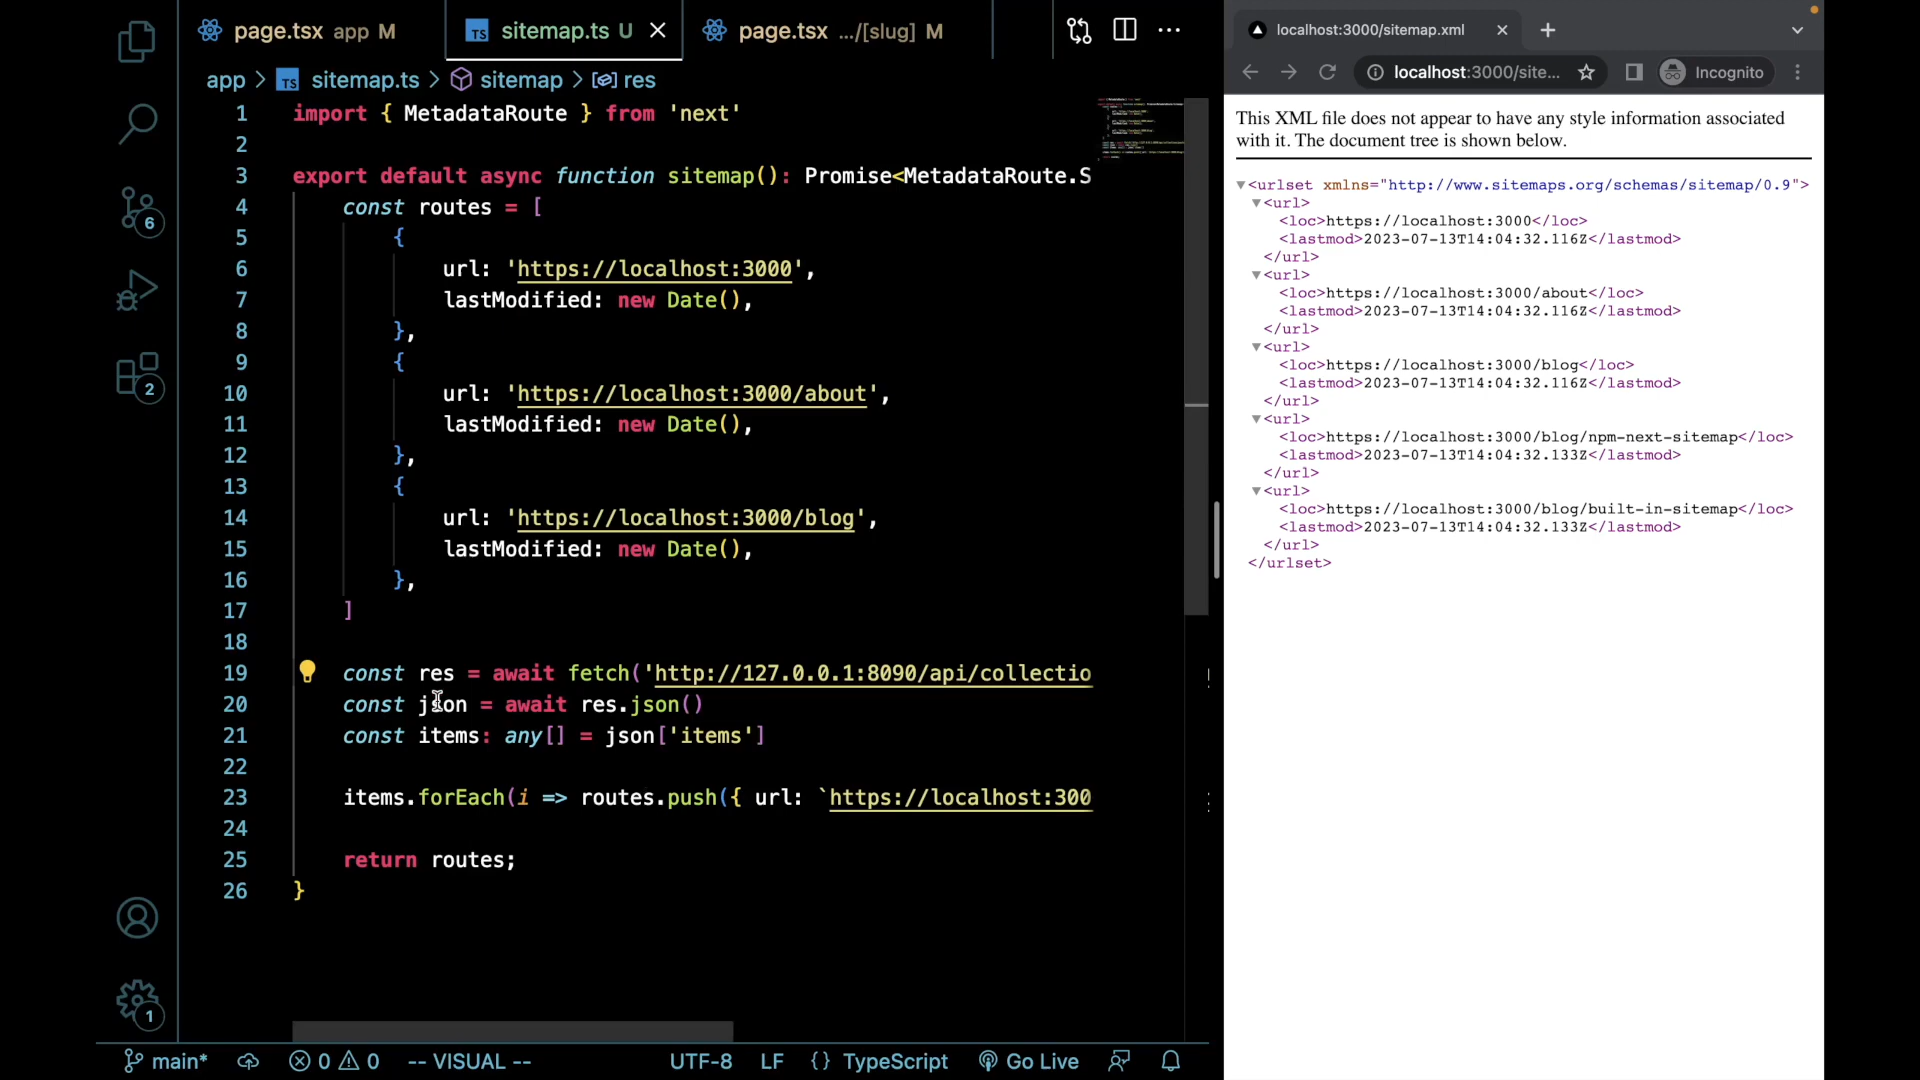 page.tsx app M
TS sitemap.ts U
page.tsx .../[slug] M
app > TS sitemap.ts > sitemap > res
1 import { MetadataRoute } from 'next'
2
3 export default async function sitemap(): Promise<MetadataRoute.S
4 const routes = [
5 {
6 url: 'https://localhost:3000',
7 lastModified: new Date(),
8 },
9 {
10 url: 'https://localhost:3000/about',
11 lastModified: new Date(),
12 },
13 {
14 url: 'https://localhost:3000/blog',
15 lastModified: new Date(),
16 },
17 ]
18
19 const res = await fetch('http://127.0.0.1:8090/api/collectio
20 const json = await res.json()
21 const items: any[] = json['items']
22
23 items.forEach(i => routes.push({ url: `https://localhost:300
24
25 return routes;
26 }
6
2
1
main* 0 0 -- VISUAL -- UTF-8 LF {} TypeScript Go Live
localhost:3000/sitemap.xml
localhost:3000/site... Incognito
This XML file does not appear to have any style information associated
with it. The document tree is shown below.
<urlset xmlns="http://www.sitemaps.org/schemas/sitemap/0.9">
<url>
<loc>https://localhost:3000</loc>
<lastmod>2023-07-13T14:04:32.116Z</lastmod>
</url>
<url>
<loc>https://localhost:3000/about</loc>
<lastmod>2023-07-13T14:04:32.116Z</lastmod>
</url>
<url>
<loc>https://localhost:3000/blog</loc>
<lastmod>2023-07-13T14:04:32.116Z</lastmod>
</url>
<url>
<loc>https://localhost:3000/blog/npm-next-sitemap</loc>
<lastmod>2023-07-13T14:04:32.133Z</lastmod>
</url>
<url>
<loc>https://localhost:3000/blog/built-in-sitemap</loc>
<lastmod>2023-07-13T14:04:32.133Z</lastmod>
</url>
</urlset>